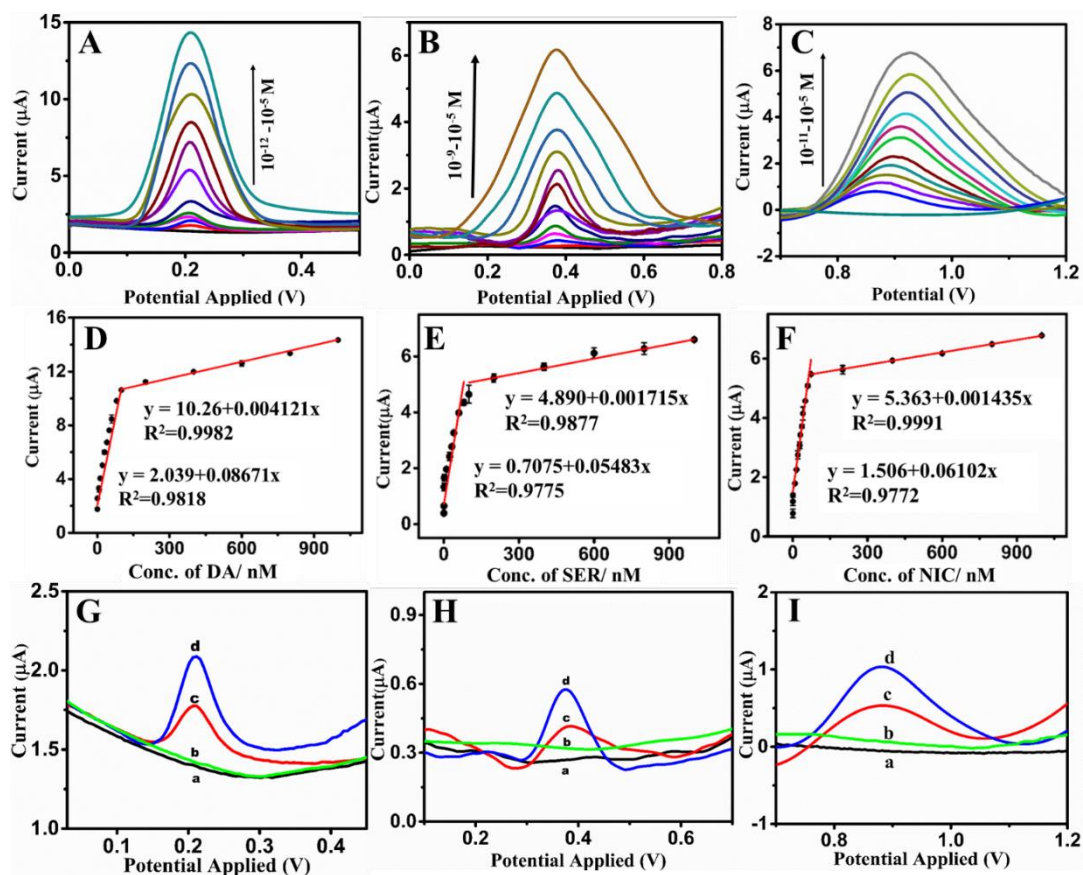 A
15
10
5
0
Current (μA)
10⁻¹² -10⁻⁵ M
0.0 0.2 0.4
Potential Applied (V)
B
6
4
2
0
Current(μA)
10⁻⁹-10⁻⁵ M
0.0 0.2 0.4 0.6 0.8
Potential Applied (V)
C
8
6
4
2
0
-2
Current (μA)
10⁻¹¹-10⁻⁵ M
0.8 1.0 1.2
Potential (V)
D
16
12
8
4
0
Current (μA)
y = 10.26+0.004121x
R²=0.9982
y = 2.039+0.08671x
R²=0.9818
0 300 600 900
Conc. of DA/ nM
E
6
4
2
0
Current (μA)
y = 4.890+0.001715x
R²=0.9877
y = 0.7075+0.05483x
R²=0.9775
0 300 600 900
Conc. of SER/ nM
F
8
6
4
2
0
Current (μA)
y = 5.363+0.001435x
R²=0.9991
y = 1.506+0.06102x
R²=0.9772
0 300 600 900
Conc. of NIC/ nM
G
2.5
2.0
1.5
1.0
Current (μA)
d
c
b
a
0.1 0.2 0.3 0.4
Potential Applied (V)
H
0.9
0.6
0.3
0.0
Current(μA)
d
c
b
a
0.2 0.4 0.6
Potential Applied (V)
I
2
1
0
-1
Current (μA)
d
c
b
a
0.8 1.0 1.2
Potential Applied (V)